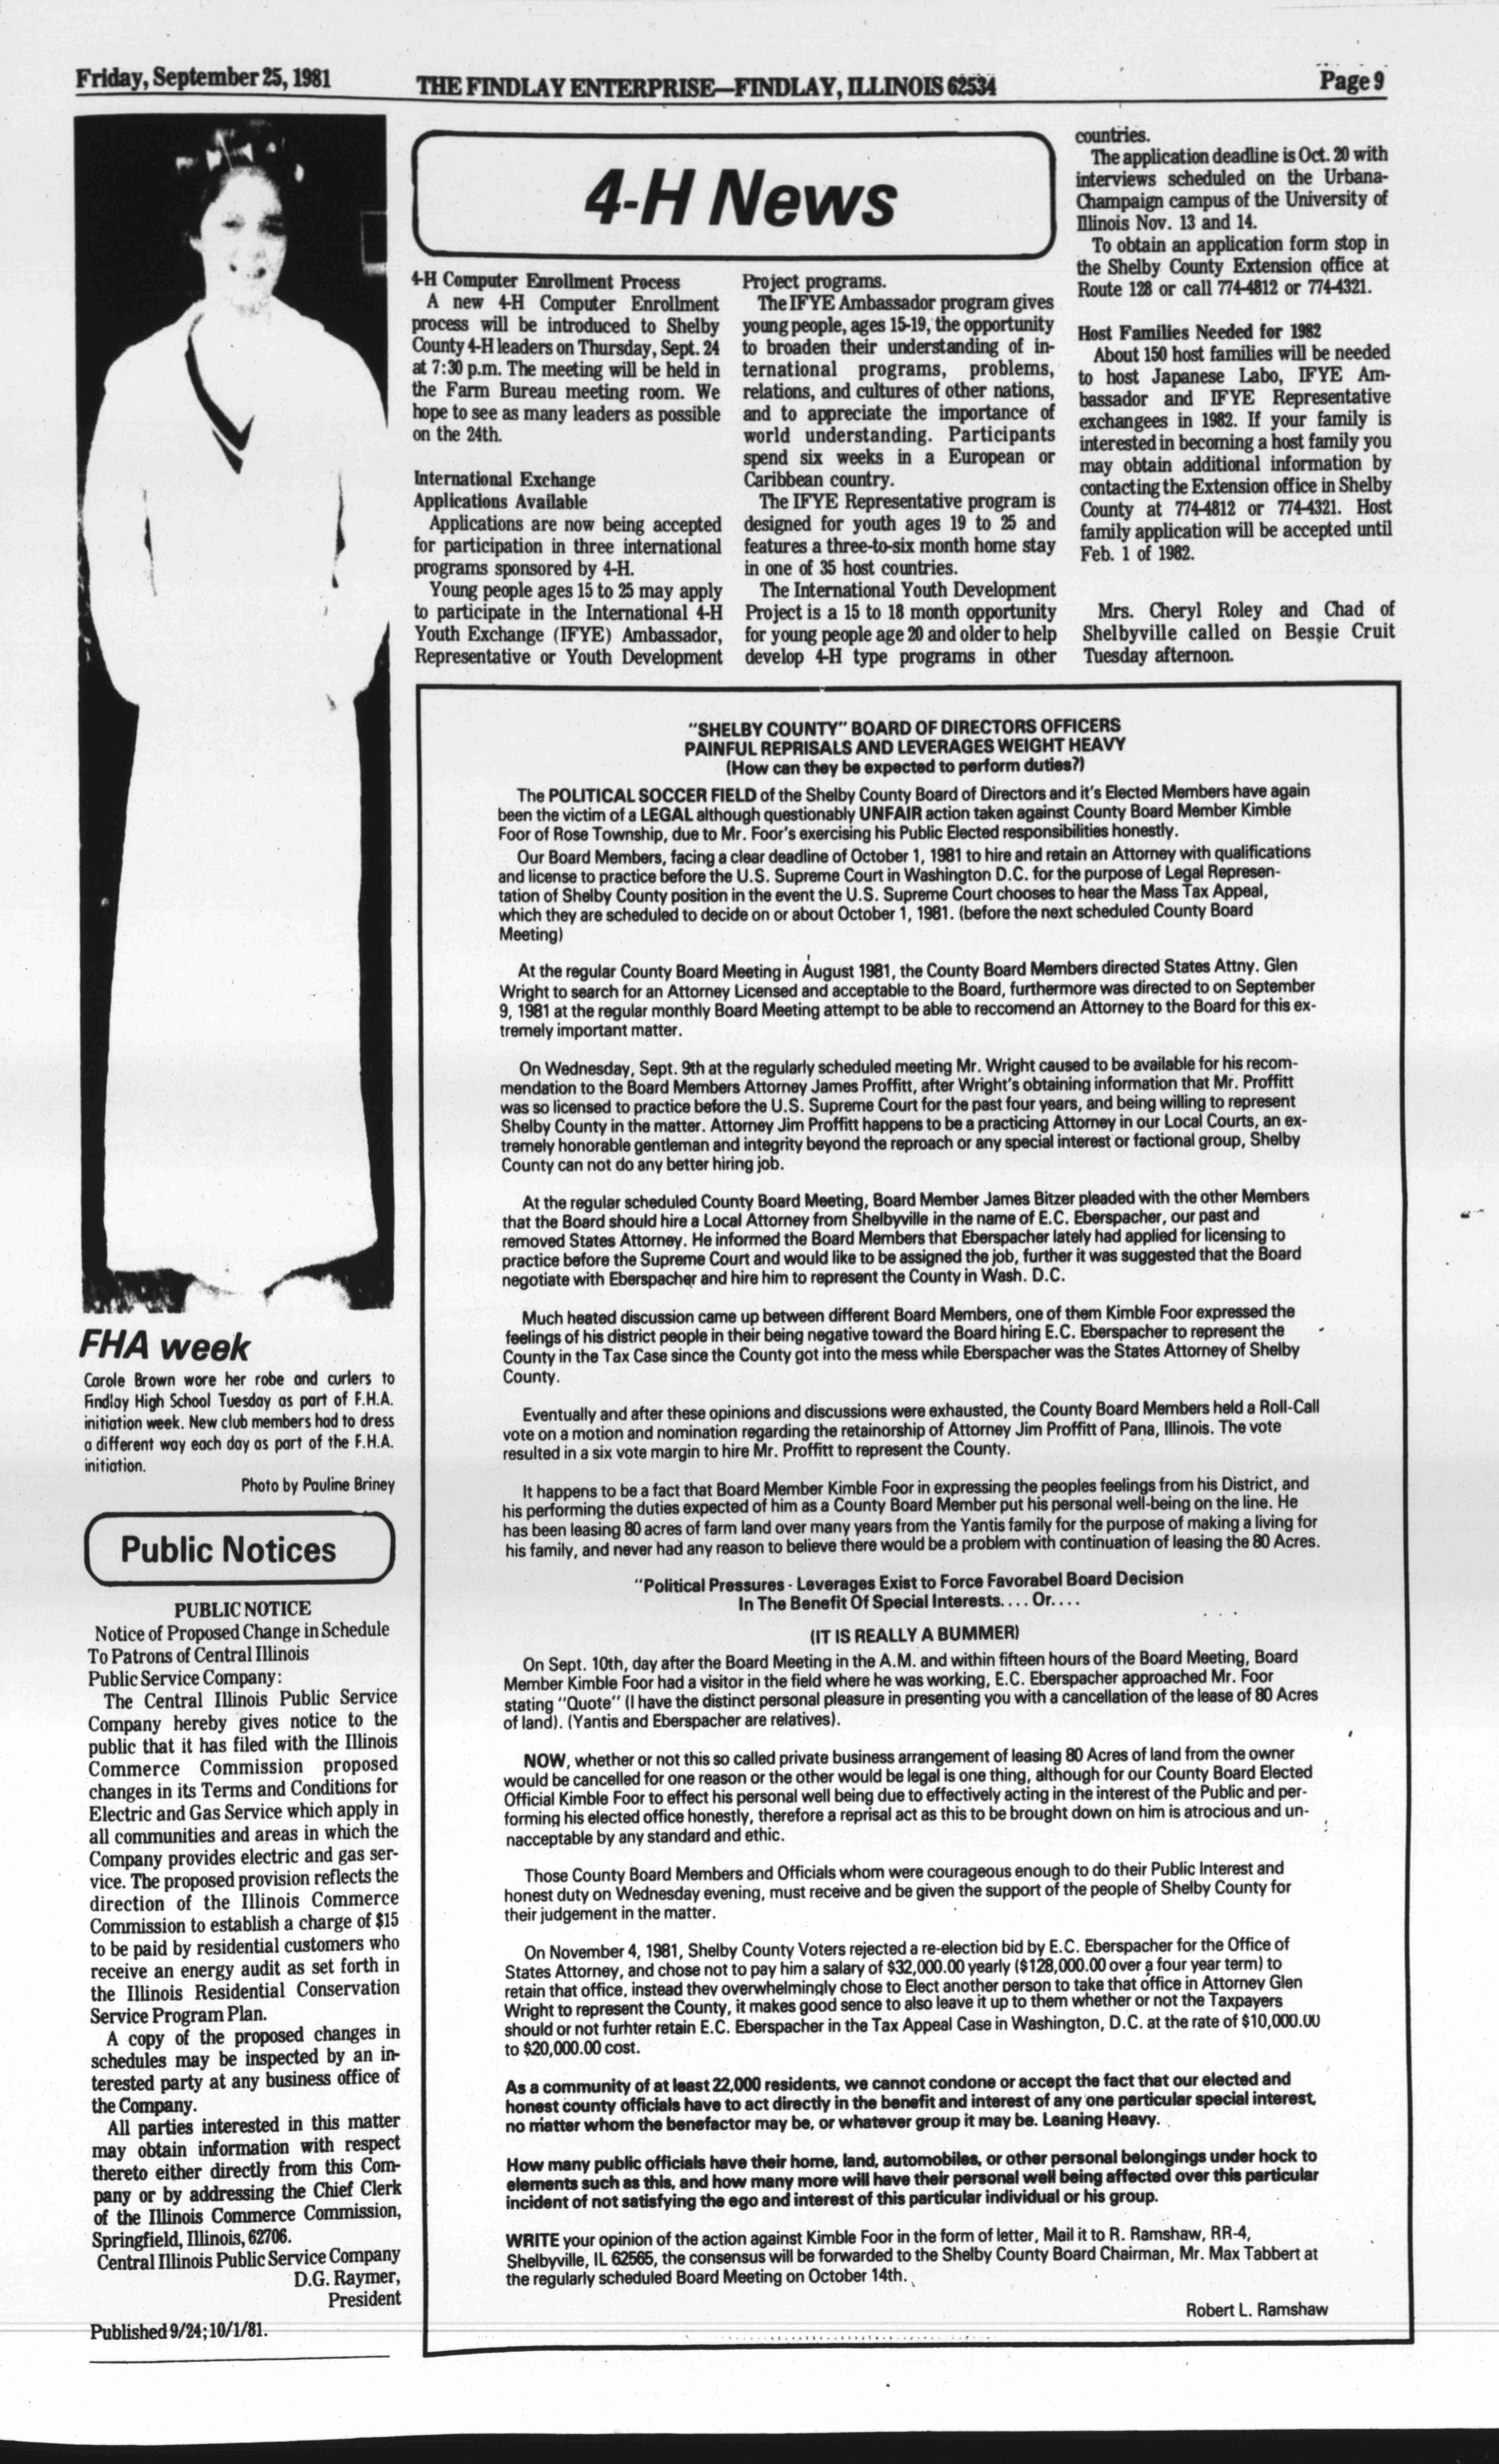 Friday, September 25, 1981
THE FINDLAY ENTERPRISE—FINDLAY, ILLINOIS 62534
Page 9
FHA week
Carole Brown wore her robe and curlers to
Findlay High School Tuesday as part of F.H.A.
initiation week. New club members had to dress
a different way each day as part of the F.H.A.
initiation.
Photo by Pauline Briney
Public Notices
PUBLIC NOTICE
Notice of Proposed Change in Schedule
To Patrons of Central Illinois
Public Service Company:
The Central Illinois Public Service
Company hereby gives notice to the
public that it has filed with the Illinois
Commerce Commission proposed
changes in its Terms and Conditions for
Electric and Gas Service which apply in
all communities and areas in which the
Company provides electric and gas ser-
vice. The proposed provision reflects the
direction of the Illinois Commerce
Commission to establish a charge of $15
to be paid by residential customers who
receive an energy audit as set forth in
the Illinois Residential Conservation
Service Program Plan.
A copy of the proposed changes in
schedules may be inspected by an in-
terested party at any business office of
the Company.
All parties interested in this matter
may obtain information with respect
thereto either directly from this Com-
pany or by addressing the Chief Clerk
of the Illinois Commerce Commission,
Springfield, Illinois, 62706.
Central Illinois Public Service Company
D.G. Raymer,
President
Published 9/24; 10/1/81.
4-H News
4-H Computer Enrollment Process
A new 4-H Computer Enrollment
process will be introduced to Shelby
County 4-H leaders on Thursday, Sept. 24
at 7:30 p.m. The meeting will be held in
the Farm Bureau meeting room. We
hope to see as many leaders as possible
on the 24th.
International Exchange
Applications Available
Applications are now being accepted
for participation in three international
programs sponsored by 4-H.
Young people ages 15 to 25 may apply
to participate in the International 4-H
Youth Exchange (IFYE) Ambassador,
Representative or Youth Development
Project programs.
The IFYE Ambassador program gives
young people, ages 15-19, the opportunity
to broaden their understanding of in-
ternational programs, problems,
relations, and cultures of other nations,
and to appreciate the importance of
world understanding. Participants
spend six weeks in a European or
Caribbean country.
The IFYE Representative program is
designed for youth ages 19 to 25 and
features a three-to-six month home stay
in one of 35 host countries.
The International Youth Development
Project is a 15 to 18 month opportunity
for young people age 20 and older to help
develop 4-H type programs in other
countries.
The application deadline is Oct. 20 with
interviews scheduled on the Urbana-
Champaign campus of the University of
Illinois Nov. 13 and 14.
To obtain an application form stop in
the Shelby County Extension office at
Route 128 or call 774-4812 or 774-4321.
Host Families Needed for 1982
About 150 host families will be needed
to host Japanese Labo, IFYE Am-
bassador and IFYE Representative
exchangees in 1982. If your family is
interested in becoming a host family you
may obtain additional information by
contacting the Extension office in Shelby
County at 774-4812 or 774-4321. Host
family application will be accepted until
Feb. 1 of 1982.
Mrs. Cheryl Roley and Chad of
Shelbyville called on Bessie Cruit
Tuesday afternoon.
"SHELBY COUNTY" BOARD OF DIRECTORS OFFICERS
PAINFUL REPRISALS AND LEVERAGES WEIGHT HEAVY
(How can they be expected to perform duties?)
The POLITICAL SOCCER FIELD of the Shelby County Board of Directors and it's Elected Members have again
been the victim of a LEGAL although questionably UNFAIR action taken against County Board Member Kimble
Foor of Rose Township, due to Mr. Foor's exercising his Public Elected responsibilities honestly.
Our Board Members, facing a clear deadline of October 1, 1981 to hire and retain an Attorney with qualifications
and license to practice before the U.S. Supreme Court in Washington D.C. for the purpose of Legal Represen-
tation of Shelby County position in the event the U.S. Supreme Court chooses to hear the Mass Tax Appeal,
which they are scheduled to decide on or about October 1, 1981. (before the next scheduled County Board
Meeting)
At the regular County Board Meeting in August 1981, the County Board Members directed States Attny. Glen
Wright to search for an Attorney Licensed and acceptable to the Board, furthermore was directed to on September
9, 1981 at the regular monthly Board Meeting attempt to be able to reccomend an Attorney to the Board for this ex-
tremely important matter.
On Wednesday, Sept. 9th at the regularly scheduled meeting Mr. Wright caused to be available for his recom-
mendation to the Board Members Attorney James Proffitt, after Wright's obtaining information that Mr. Proffitt
was so licensed to practice before the U.S. Supreme Court for the past four years, and being willing to represent
Shelby County in the matter. Attorney Jim Proffitt happens to be a practicing Attorney in our Local Courts, an ex-
tremely honorable gentleman and integrity beyond the reproach or any special interest or factional group, Shelby
County can not do any better hiring job.
At the regular scheduled County Board Meeting, Board Member James Bitzer pleaded with the other Members
that the Board should hire a Local Attorney from Shelbyville in the name of E.C. Eberspacher, our past and
removed States Attorney. He informed the Board Members that Eberspacher lately had applied for licensing to
practice before the Supreme Court and would like to be assigned the job, further it was suggested that the Board
negotiate with Eberspacher and hire him to represent the County in Wash. D.C.
Much heated discussion came up between different Board Members, one of them Kimble Foor expressed the
feelings of his district people in their being negative toward the Board hiring E.C. Eberspacher to represent the
County in the Tax Case since the County got into the mess while Eberspacher was the States Attorney of Shelby
County.
Eventually and after these opinions and discussions were exhausted, the County Board Members held a Roll-Call
vote on a motion and nomination regarding the retainorship of Attorney Jim Proffitt of Pana, Illinois. The vote
resulted in a six vote margin to hire Mr. Proffitt to represent the County.
It happens to be a fact that Board Member Kimble Foor in expressing the peoples feelings from his District, and
his performing the duties expected of him as a County Board Member put his personal well-being on the line. He
has been leasing 80 acres of farm land over many years from the Yantis family for the purpose of making a living for
his family, and never had any reason to believe there would be a problem with continuation of leasing the 80 Acres.
"Political Pressures - Leverages Exist to Force Favorabel Board Decision
In The Benefit Of Special Interests.... Or....
(IT IS REALLY A BUMMER)
On Sept. 10th, day after the Board Meeting in the A.M. and within fifteen hours of the Board Meeting, Board
Member Kimble Foor had a visitor in the field where he was working, E.C. Eberspacher approached Mr. Foor
stating "Quote" (I have the distinct personal pleasure in presenting you with a cancellation of the lease of 80 Acres
of land). (Yantis and Eberspacher are relatives).
NOW, whether or not this so called private business arrangement of leasing 80 Acres of land from the owner
would be cancelled for one reason or the other would be legal is one thing, although for our County Board Elected
Official Kimble Foor to effect his personal well being due to effectively acting in the interest of the Public and per-
forming his elected office honestly, therefore a reprisal act as this to be brought down on him is atrocious and un-
nacceptable by any standard and ethic.
Those County Board Members and Officials whom were courageous enough to do their Public Interest and
honest duty on Wednesday evening, must receive and be given the support of the people of Shelby County for
their judgement in the matter.
On November 4, 1981, Shelby County Voters rejected a re-election bid by E.C. Eberspacher for the Office of
States Attorney, and chose not to pay him a salary of $32,000.00 yearly ($128,000.00 over a four year term) to
retain that office, instead they overwhelmingly chose to Elect another person to take that office in Attorney Glen
Wright to represent the County, it makes good sence to also leave it up to them whether or not the Taxpayers
should or not furhter retain E.C. Eberspacher in the Tax Appeal Case in Washington, D.C. at the rate of $10,000.00
to $20,000.00 cost.
As a community of at least 22,000 residents, we cannot condone or accept the fact that our elected and
honest county officials have to act directly in the benefit and interest of any one particular special interest,
no matter whom the benefactor may be, or whatever group it may be. Leaning Heavy.
How many public officials have their home, land, automobiles, or other personal belongings under hock to
elements such as this, and how many more will have their personal well being affected over this particular
incident of not satisfying the ego and interest of this particular individual or his group.
WRITE your opinion of the action against Kimble Foor in the form of letter, Mail it to R. Ramshaw, RR-4,
Shelbyville, IL 62565, the consensus will be forwarded to the Shelby County Board Chairman, Mr. Max Tabbert at
the regularly scheduled Board Meeting on October 14th.
Robert L. Ramshaw